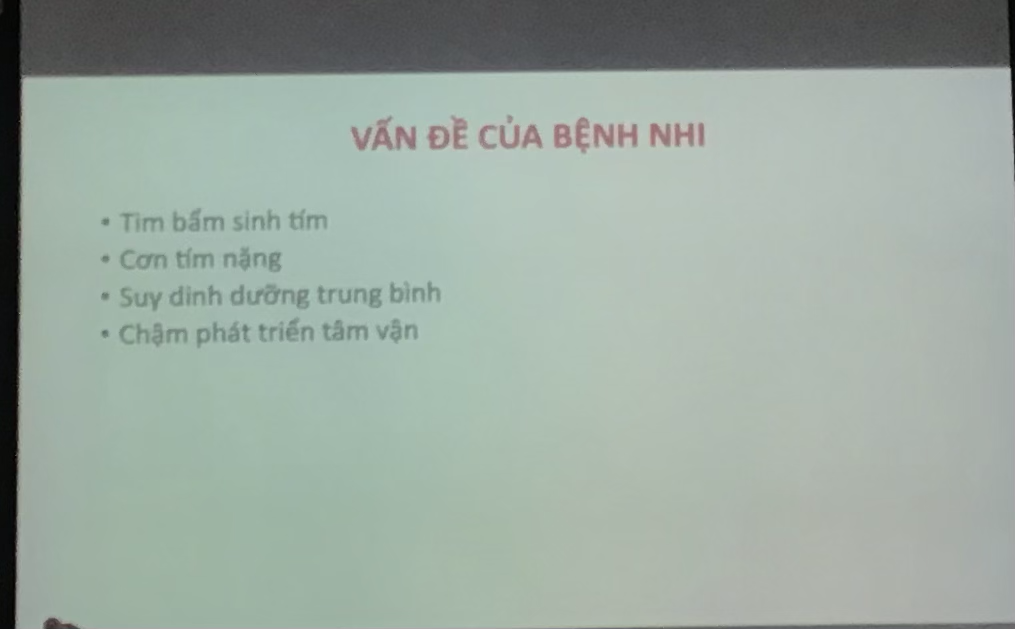 VẤN ĐỀ CỦA BỆNH NHI
• Tim bẩm sinh tím
• Cơn tím nặng
• Suy dinh dưỡng trung bình
• Chậm phát triển tâm vận